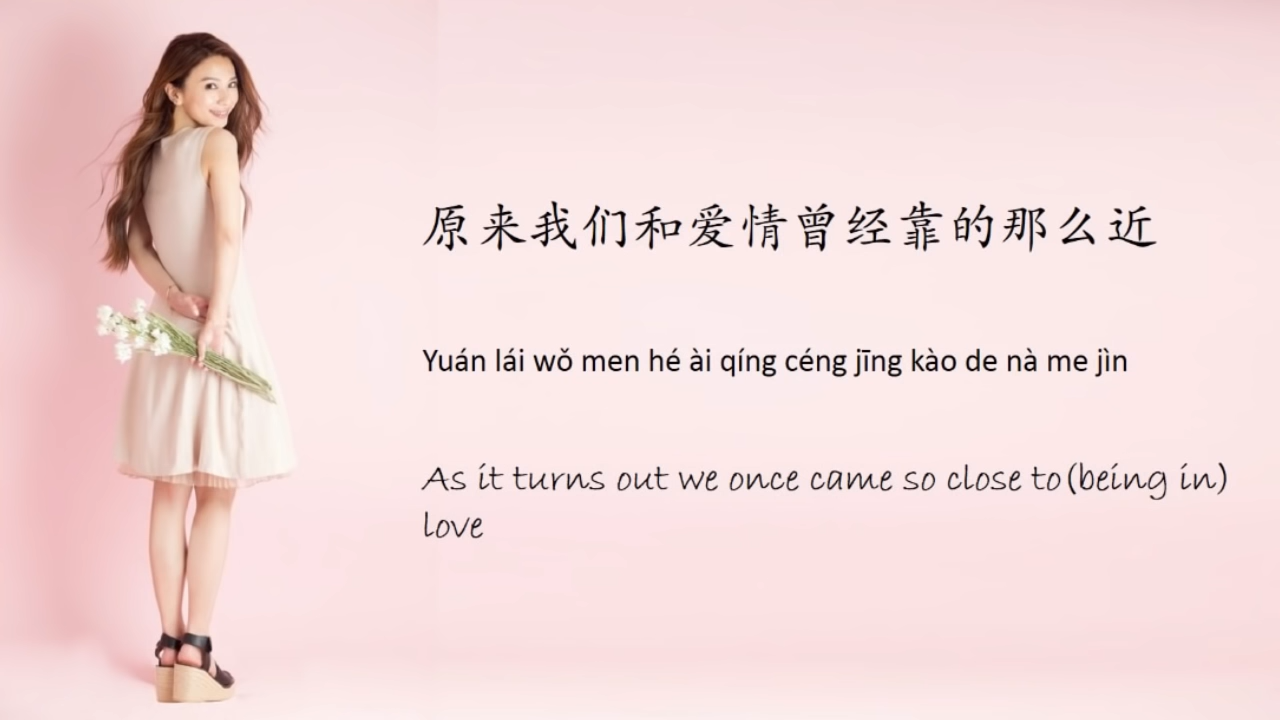 原来我们和爱情曾经靠的那么近
Yuán lái wǒ men hé ài qíng céng jīng kào de nà me jìn
As it turns out we once came so close to(being in)
love